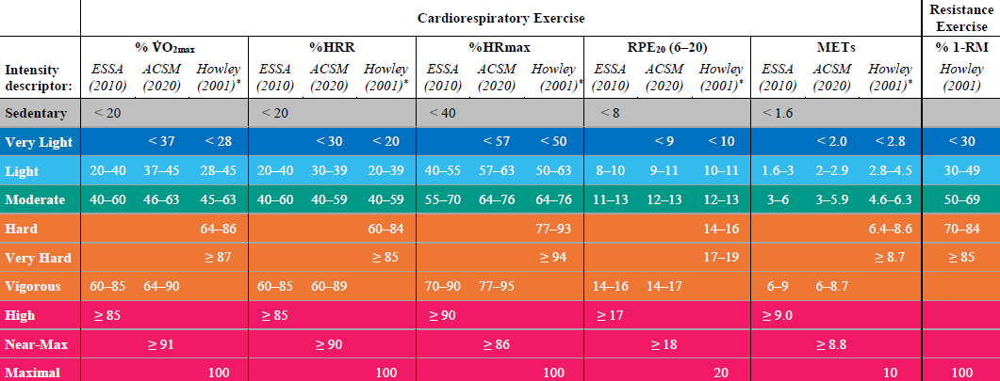 Cardiorespiratory Exercise Resistance Exercise
% V̇O2max %HRR %HRmax RPE20 (6–20) METs % 1-RM
Intensity descriptor: ESSA (2010) ACSM (2020) Howley (2001)* ESSA (2010) ACSM (2020) Howley (2001)* ESSA (2010) ACSM (2020) Howley (2001)* ESSA (2010) ACSM (2020) Howley (2001)* ESSA (2010) ACSM (2020) Howley (2001)* Howley (2001)
Sedentary < 20 < 20 < 40 < 8 < 1.6
Very Light < 37 < 28 < 30 < 20 < 57 < 50 < 9 < 10 < 2.0 < 2.8 < 30
Light 20–40 37–45 28–45 20–40 30–39 20–39 40–55 57–63 50–63 8–10 9–11 10–11 1.6–3 2–2.9 2.8–4.5 30–49
Moderate 40–60 46–63 45–63 40–60 40–59 40–59 55–70 64–76 64–76 11–13 12–13 12–13 3–6 3–5.9 4.6–6.3 50–69
Hard 64–86 60–84 77–93 14–16 6.4–8.6 70–84
Very Hard ≥ 87 ≥ 85 ≥ 94 17–19 ≥ 8.7 ≥ 85
Vigorous 60–85 64–90 60–85 60–89 70–90 77–95 14–16 14–17 6–9 6–8.7
High ≥ 85 ≥ 85 ≥ 90 ≥ 17 ≥ 9.0
Near-Max ≥ 91 ≥ 90 ≥ 86 ≥ 18 ≥ 8.8
Maximal 100 100 100 20 10 100